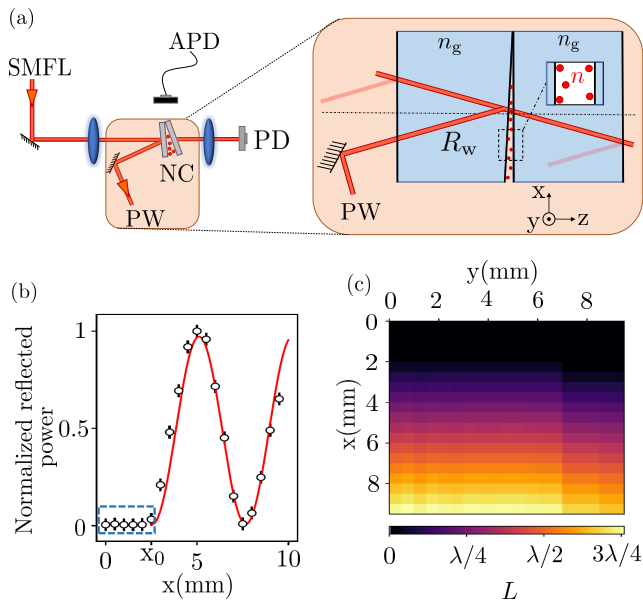 (a)
APD
SMFL
PD
NC
PW
n_g
n_g
n
R_w
PW
x
y
z
(b)
Normalized reflected
power
1
0.5
0
0
x_0
5
10
x(mm)
(c)
y(mm)
0
2
4
6
8
x(mm)
0
2
4
6
8
0
λ/4
λ/2
3λ/4
L